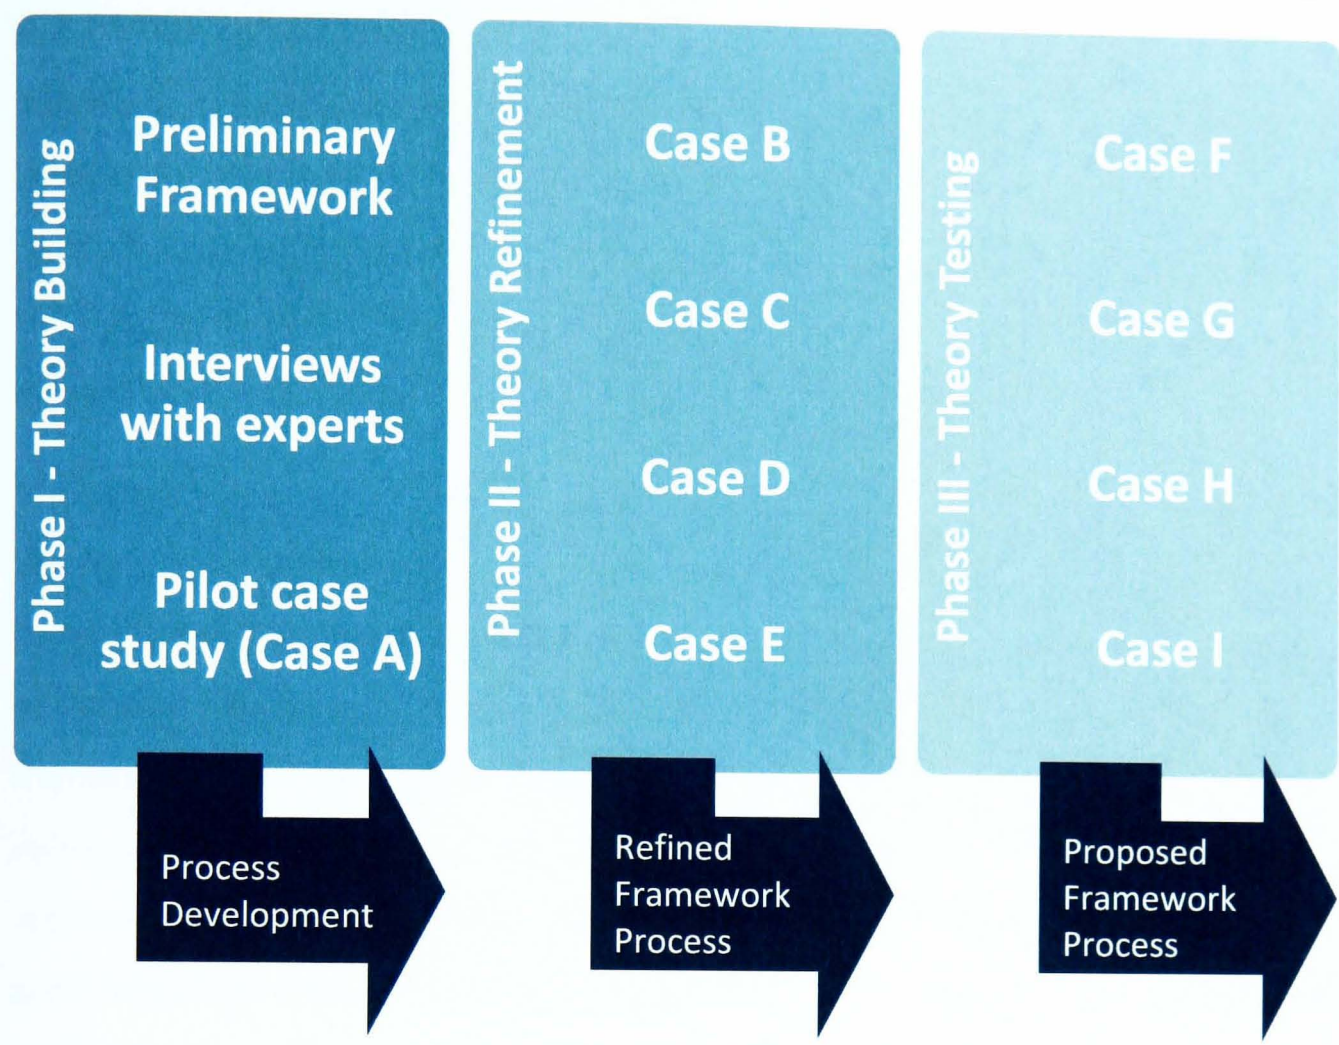 Phase I - Theory Building
Preliminary
Framework
Interviews
with experts
Pilot case
study (Case A)
Process
Development
Phase II - Theory Refinement
Case B
Case C
Case D
Case E
Refined
Framework
Process
Phase III - Theory Testing
Case F
Case G
Case H
Case I
Proposed
Framework
Process